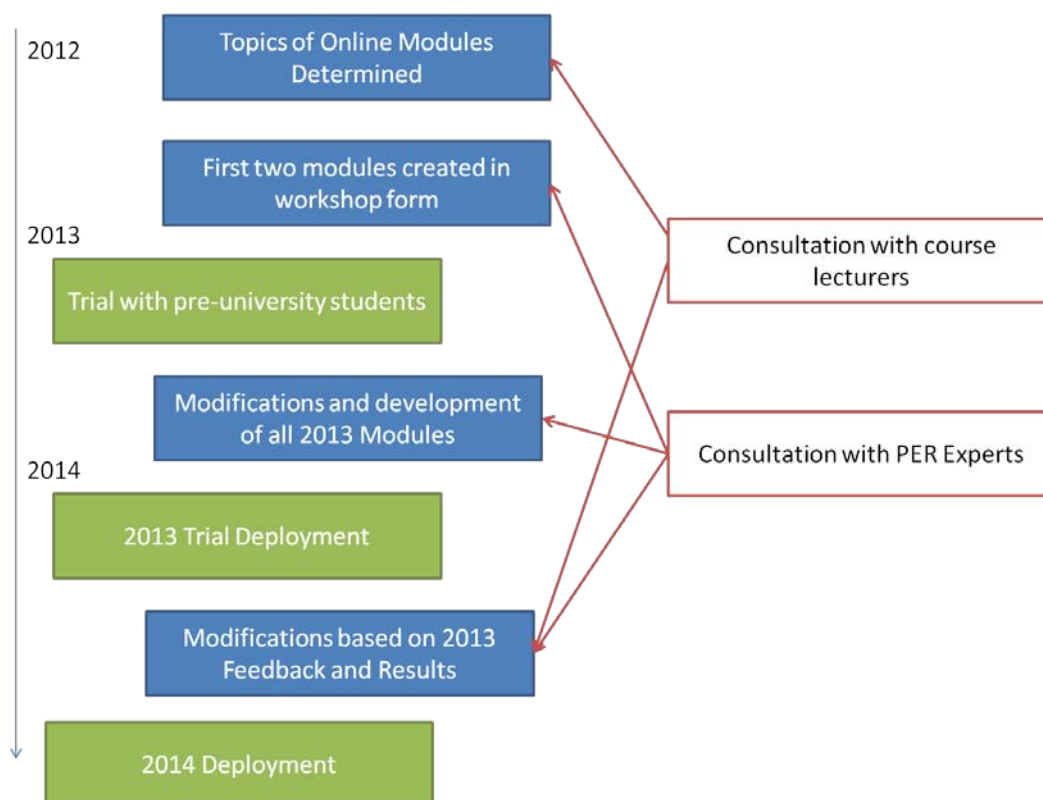 2012
Topics of Online Modules
Determined
First two modules created in
workshop form
2013
Consultation with course
lecturers
Trial with pre-university students
Modifications and development
of all 2013 Modules
Consultation with PER Experts
2014
2013 Trial Deployment
Modifications based on 2013
Feedback and Results
2014 Deployment